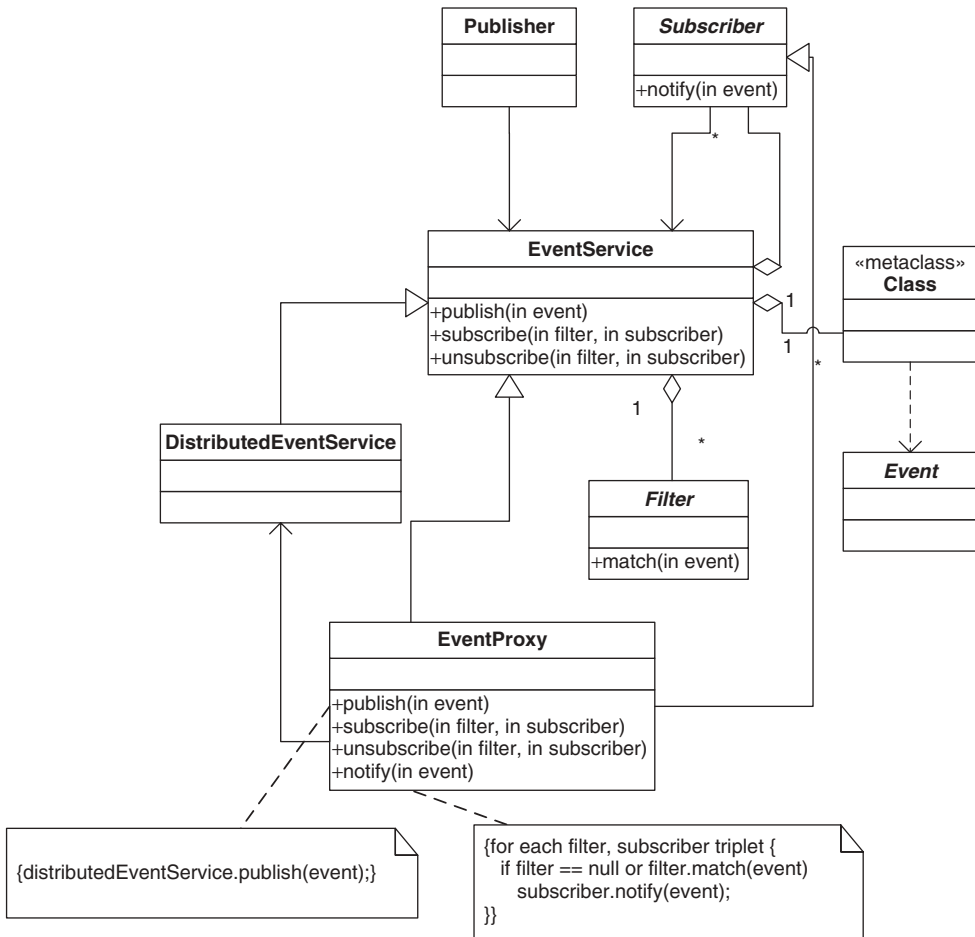 Publisher
Subscriber
+notify(in event)
*
EventService
+publish(in event)
+subscribe(in filter, in subscriber)
+unsubscribe(in filter, in subscriber)
1
1
«metaclass»
Class
*
1
*
DistributedEventService
Filter
+match(in event)
Event
EventProxy
+publish(in event)
+subscribe(in filter, in subscriber)
+unsubscribe(in filter, in subscriber)
+notify(in event)
{distributedEventService.publish(event);}
{for each filter, subscriber triplet {
if filter == null or filter.match(event)
subscriber.notify(event);
}}